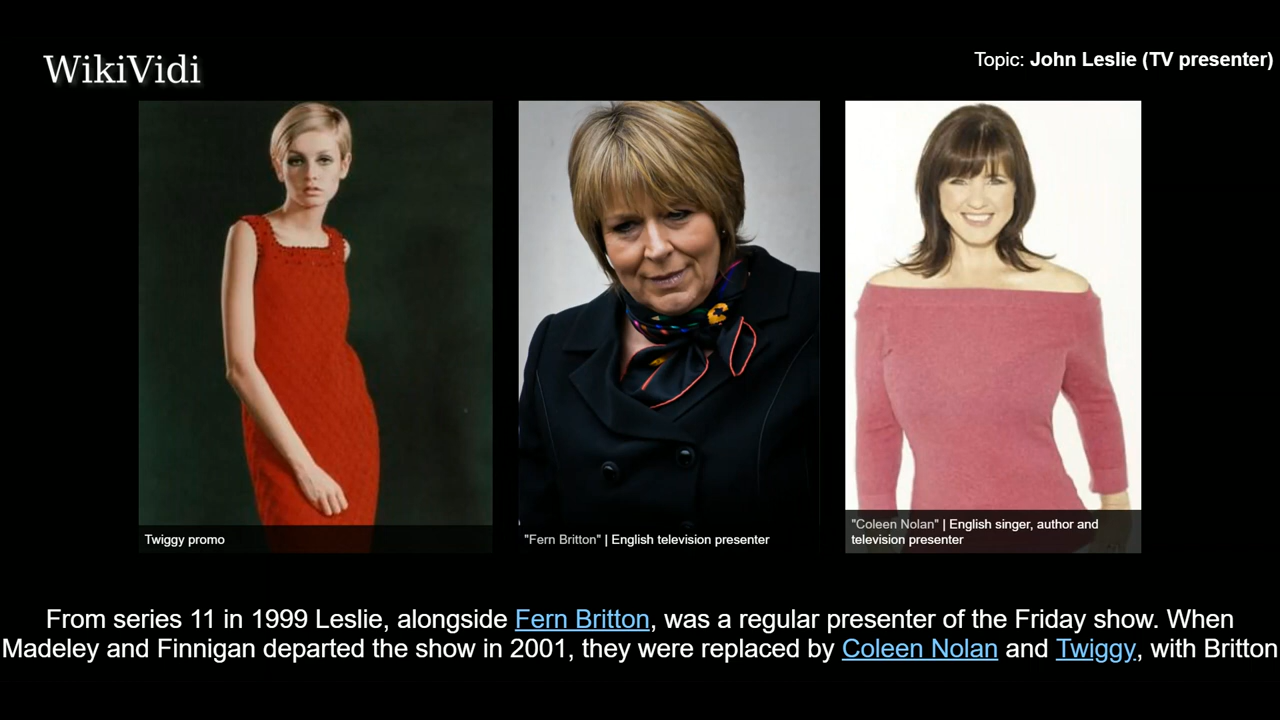 WikiVidi
Topic: John Leslie (TV presenter)
Twiggy promo
"Fern Britton" | English television presenter
"Coleen Nolan" | English singer, author and
television presenter
From series 11 in 1999 Leslie, alongside Fern Britton, was a regular presenter of the Friday show. When
Madeley and Finnigan departed the show in 2001, they were replaced by Coleen Nolan and Twiggy, with Britton